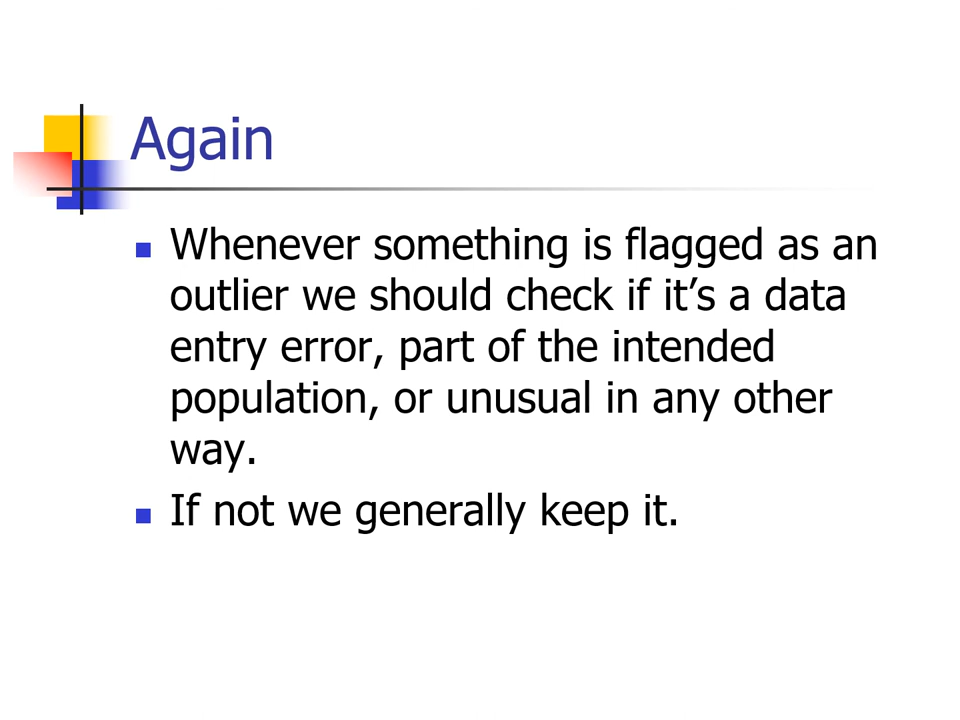 Again
Whenever something is flagged as an
outlier we should check if it’s a data
entry error, part of the intended
population, or unusual in any other
way.
If not we generally keep it.